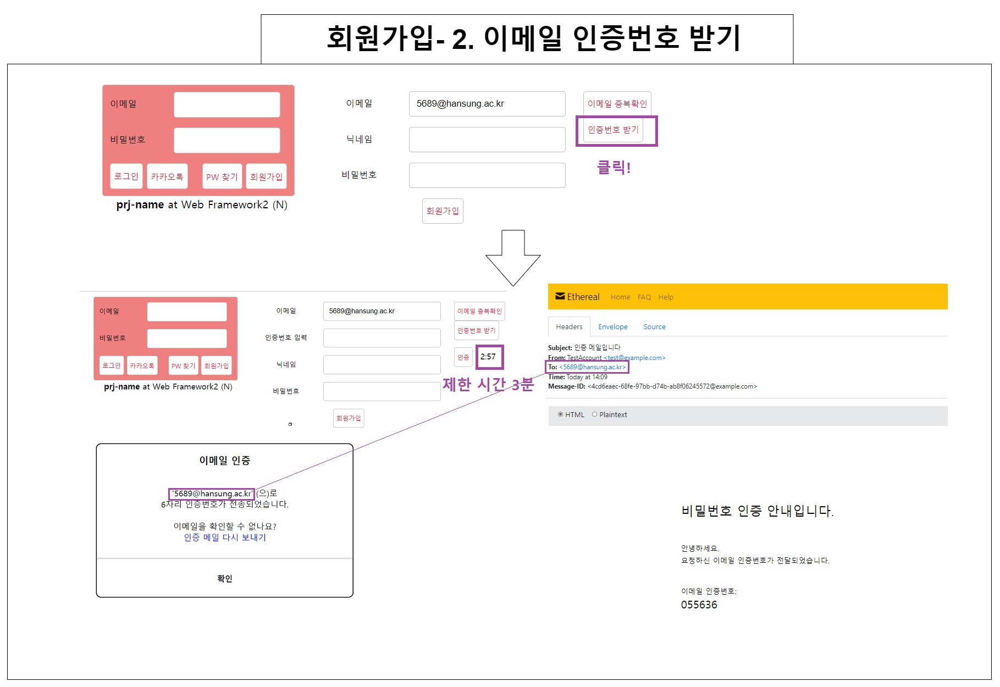 회원가입- 2. 이메일 인증번호 받기
이메일
비밀번호
로그인 카카오톡 PW 찾기 회원가입
prj-name at Web Framework2 (N)
이메일 5689@hansung.ac.kr 이메일 중복확인
인증번호 받기
닉네임
클릭!
비밀번호
회원가입
이메일
비밀번호
로그인 카카오톡 PW 찾기 회원가입
prj-name at Web Framework2 (N)
이메일 5689@hansung.ac.kr 이메일 중복확인
인증번호 받기
인증번호 입력
인증 2:57
닉네임
제한 시간 3분
비밀번호
회원가입
Ethereal Home FAQ Help
Headers Envelope Source
Subject: 인증 메일입니다
From: TestAccount <test@example.com>
To: <5689@hansung.ac.kr>
Time: Today at 14:09
Message-ID: <4cd6eaec-68fe-97bb-d74b-ab8f06245572@example.com>
HTML Plaintext
이메일 인증
'5689@hansung.ac.kr' (으)로
6자리 인증번호가 전송되었습니다.
이메일을 확인할 수 없나요?
인증 메일 다시 보내기
확인
비밀번호 인증 안내입니다.
안녕하세요.
요청하신 이메일 인증번호가 전달되었습니다.
이메일 인증번호:
055636